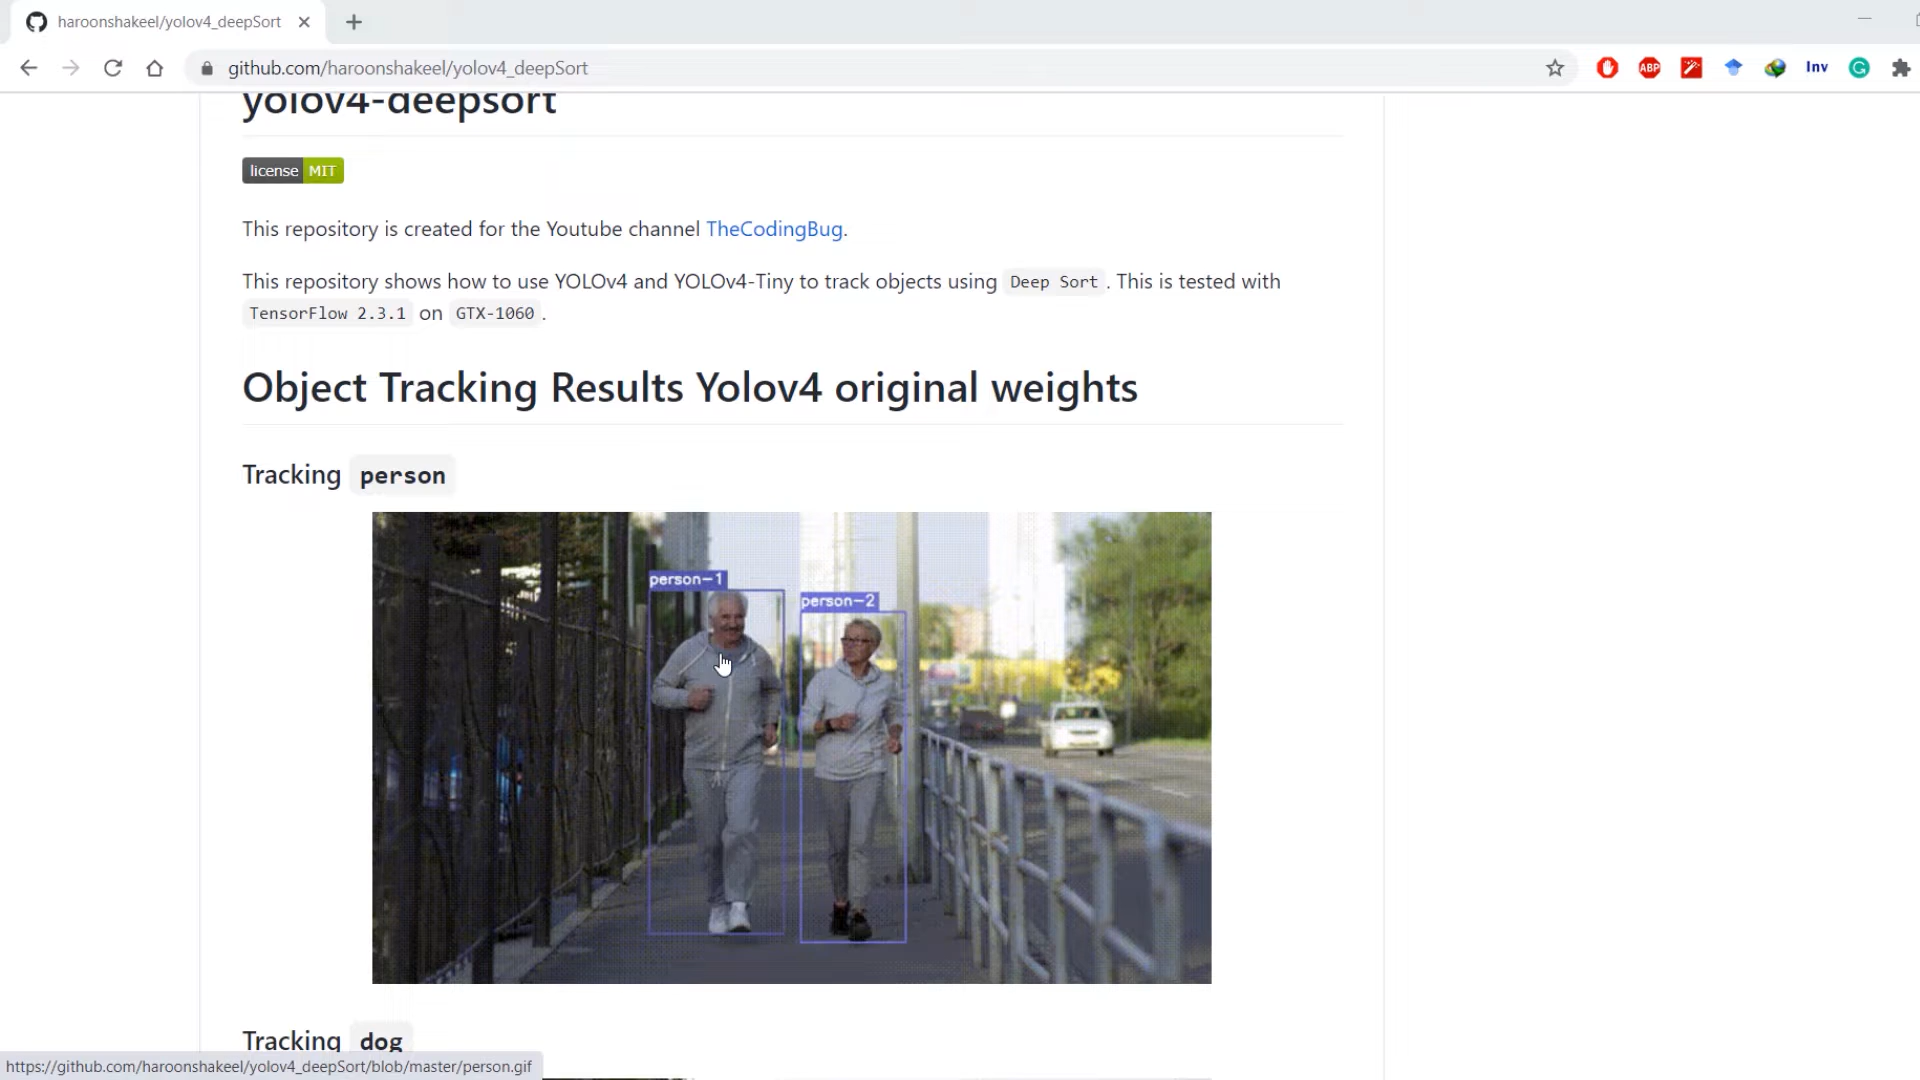 haroonshakeel/yolov4_deepSort
github.com/haroonshakeel/yolov4_deepSort
ABP
Inv
yolov4-deepsort
license MIT
This repository is created for the Youtube channel TheCodingBug.
This repository shows how to use YOLOv4 and YOLOv4-Tiny to track objects using Deep Sort. This is tested with
TensorFlow 2.3.1 on GTX-1060.
Object Tracking Results Yolov4 original weights
Tracking person
person-1
person-2
Tracking dog
https://github.com/haroonshakeel/yolov4_deepSort/blob/master/person.gif